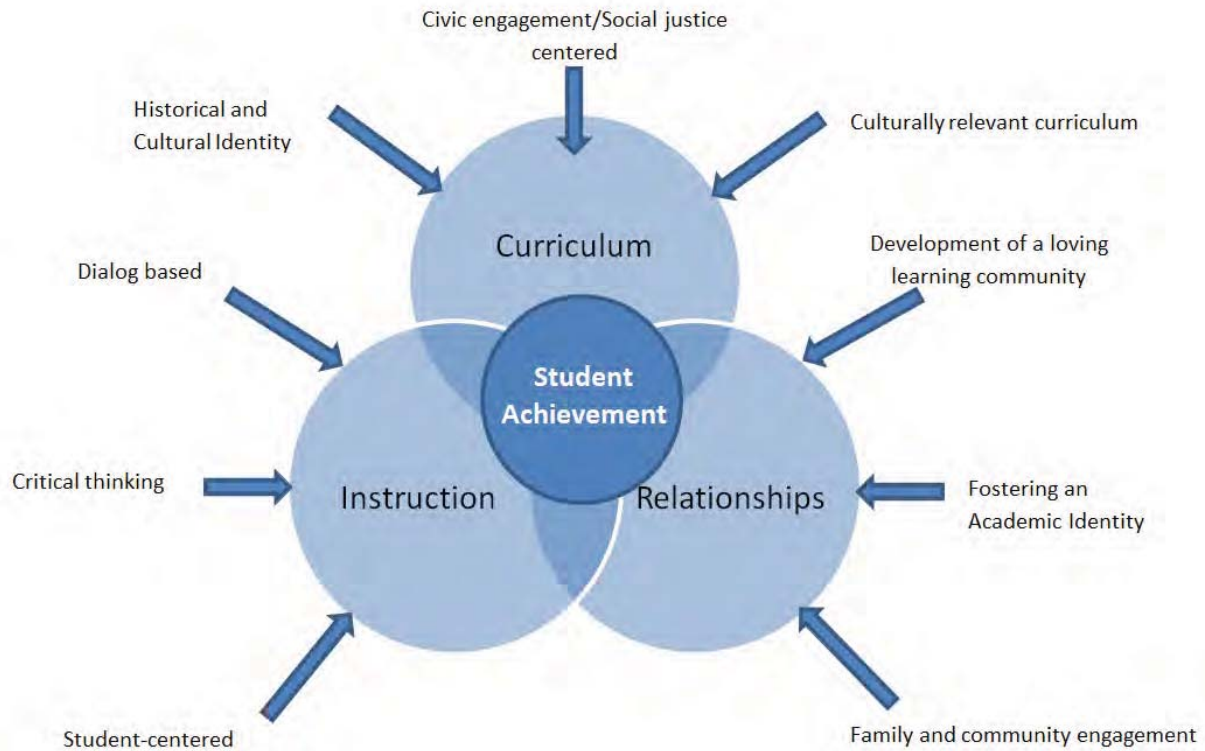 Civic engagement/Social justice
centered
Historical and
Cultural Identity
Culturally relevant curriculum
Curriculum
Development of a loving
learning community
Dialog based
Student
Achievement
Critical thinking
Instruction
Relationships
Fostering an
Academic Identity
Student-centered
Family and community engagement